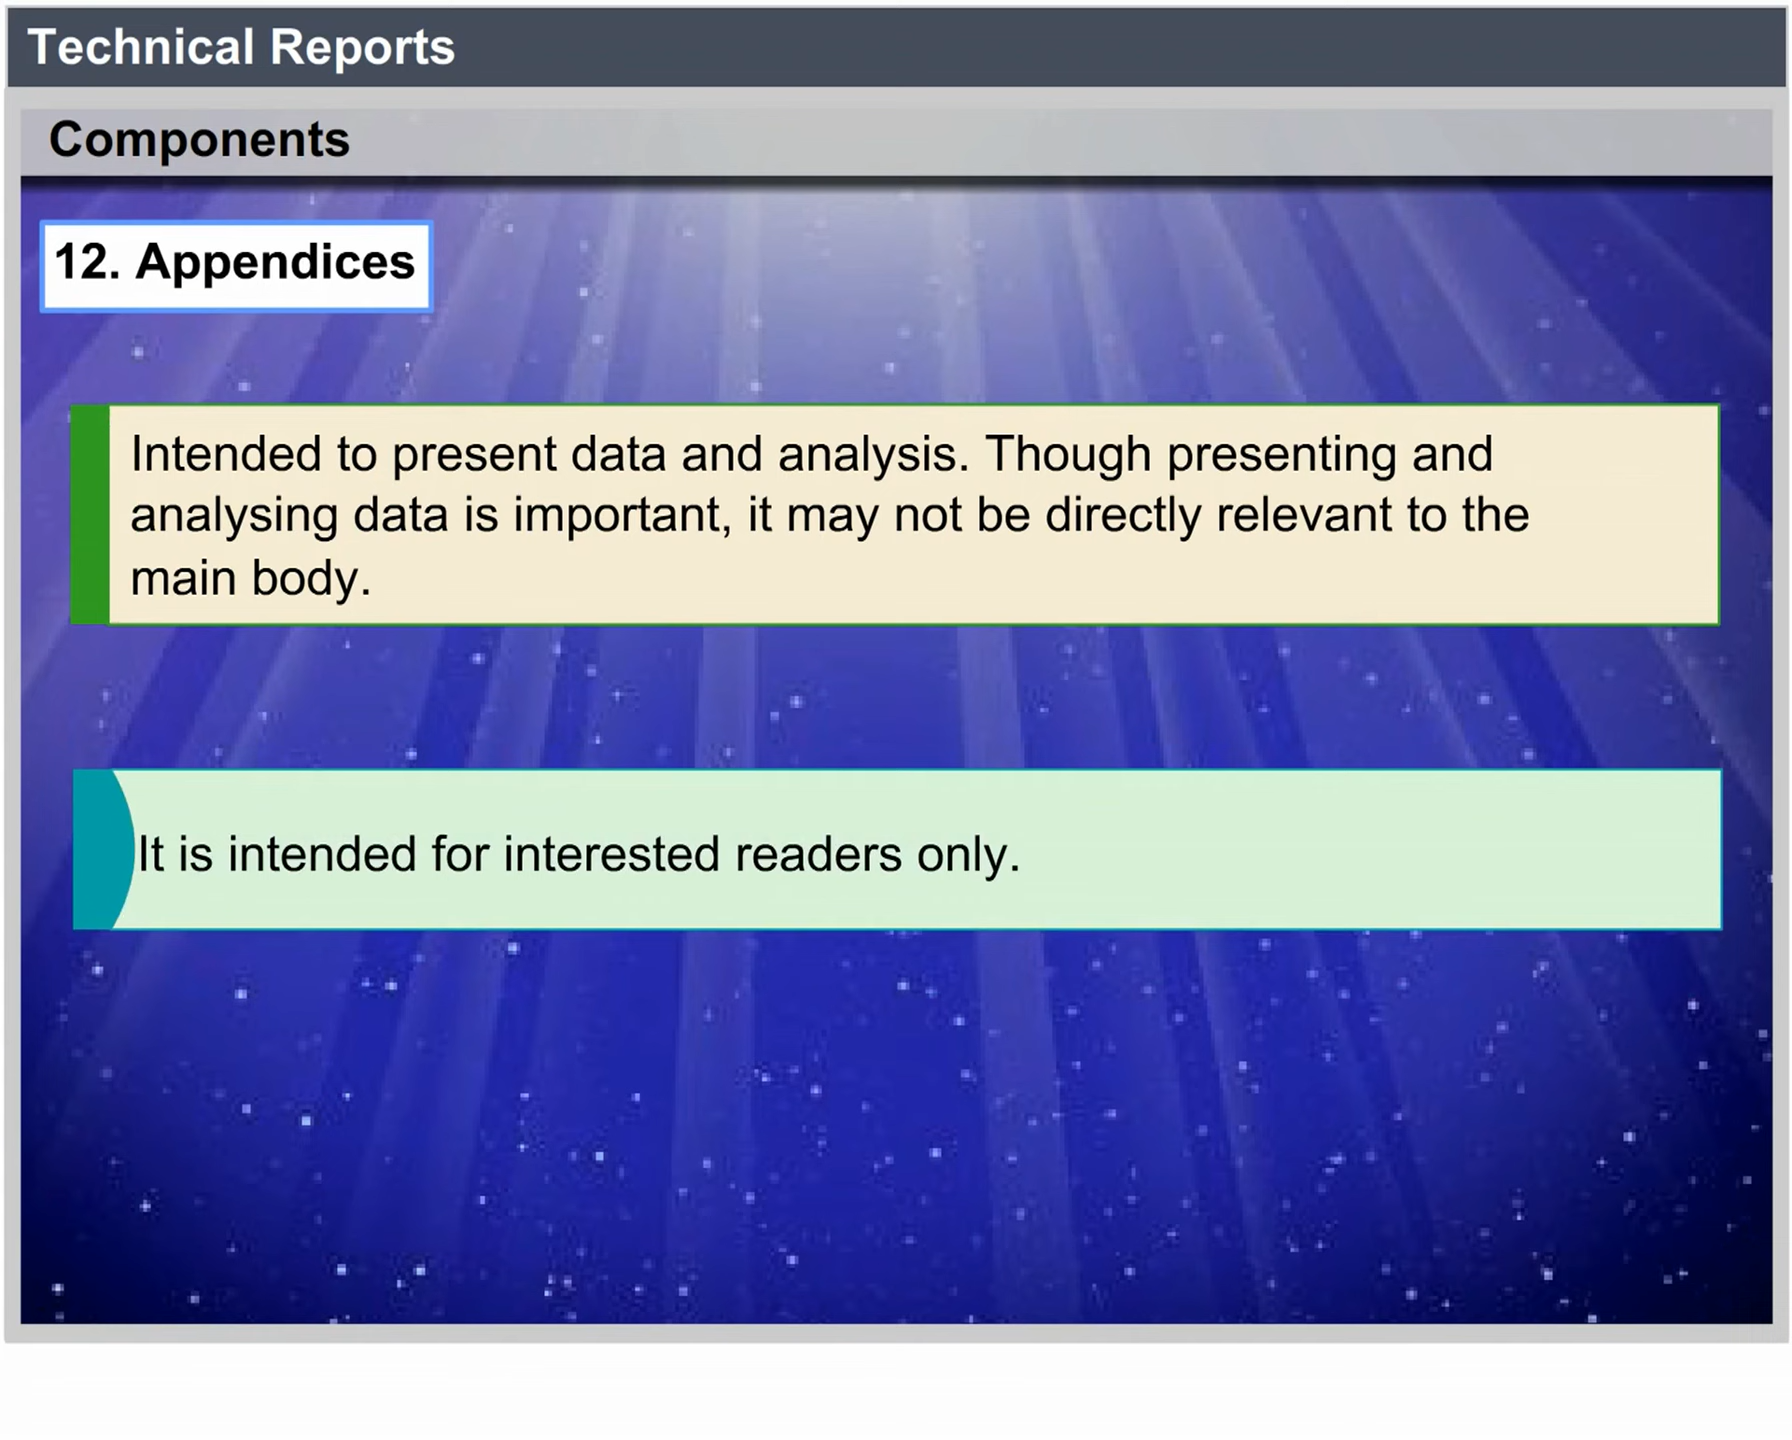 Technical Reports
Components
12. Appendices
Intended to present data and analysis. Though presenting and
analysing data is important, it may not be directly relevant to the
main body.
It is intended for interested readers only.